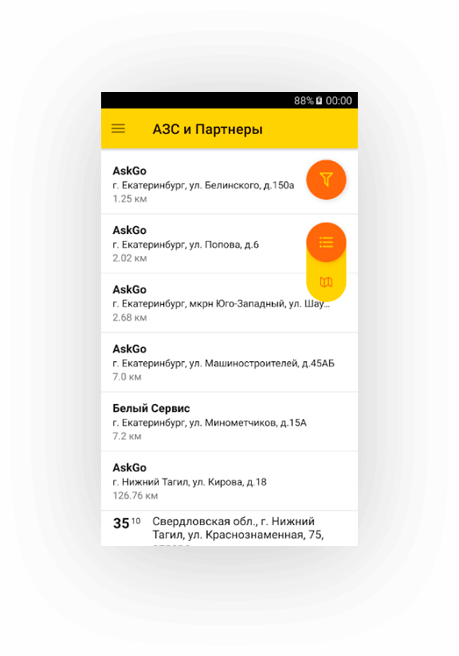 88% 00:00
АЗС и Партнеры
AskGo
г. Екатеринбург, ул. Белинского, д.150а
1.25 км
AskGo
г. Екатеринбург, ул. Попова, д.6
2.02 км
AskGo
г. Екатеринбург, мкрн Юго-Западный, ул. Шау...
2.68 км
AskGo
г. Екатеринбург, ул. Машиностроителей, д.45АБ
7.0 км
Белый Сервис
г. Екатеринбург, ул. Минометчиков, д.15А
7.2 км
AskGo
г. Нижний Тагил, ул. Кирова, д.18
126.76 км
35 10 Свердловская обл., г. Нижний
Тагил, ул. Краснознаменная, 75,